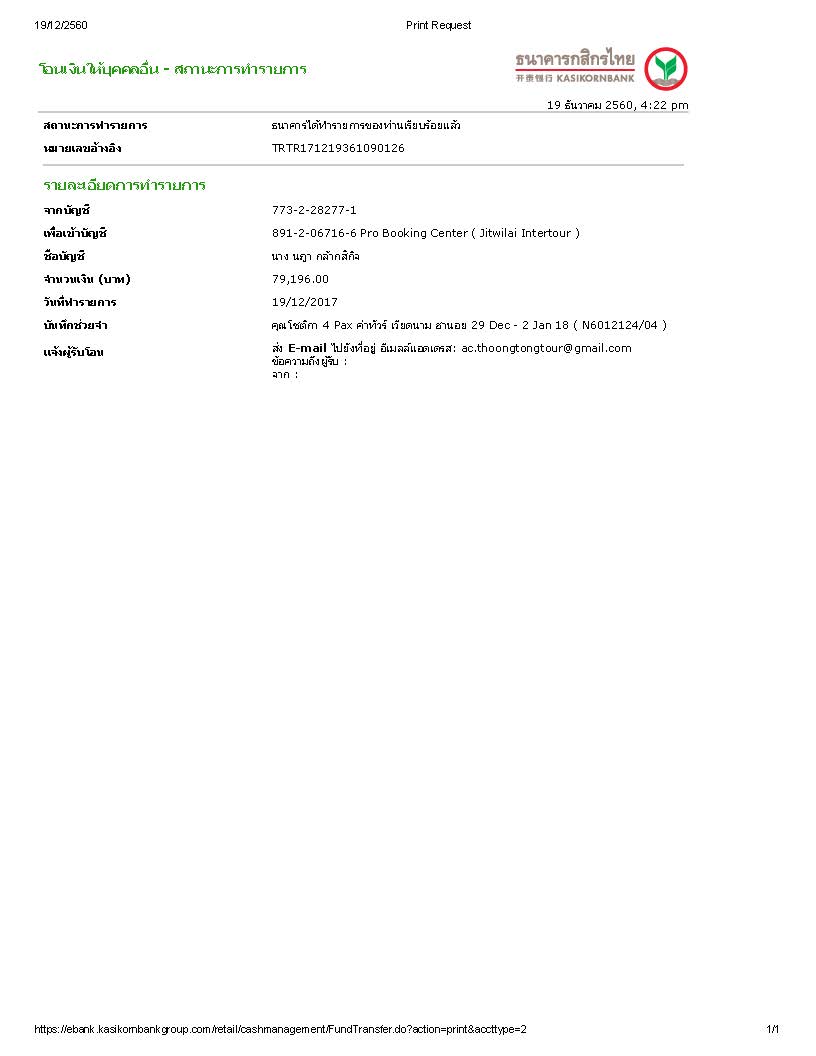 19/12/2560 Print Request
โอนเงินให้บุคคลอื่น - สถานะการทำรายการ
ธนาคารกสิกรไทย
开泰银行 KASIKORNBANK
19 ธันวาคม 2560, 4:22 pm
สถานะการทำรายการ ธนาคารได้ทำรายการของท่านเรียบร้อยแล้ว
หมายเลขอ้างอิง TRTR171219361090126
รายละเอียดการทำรายการ
จากบัญชี 773-2-28277-1
เพื่อเข้าบัญชี 891-2-06716-6 Pro Booking Center ( Jitwilai Intertour )
ชื่อบัญชี นาง นฎา กล้ากสิกิจ
จำนวนเงิน (บาท) 79,196.00
วันที่ทำรายการ 19/12/2017
บันทึกช่วยจำ คุณโชติกา 4 Pax ค่าทัวร์ เวียดนาม ฮานอย 29 Dec - 2 Jan 18 ( N6012124/04 )
แจ้งผู้รับโอน ส่ง E-mail ไปยังที่อยู่ อีเมลล์แอดเดรส: ac.thoongtongtour@gmail.com
ข้อความถึงผู้รับ :
จาก :
https://ebank.kasikornbankgroup.com/retail/cashmanagement/FundTransfer.do?action=print&accttype=2 1/1